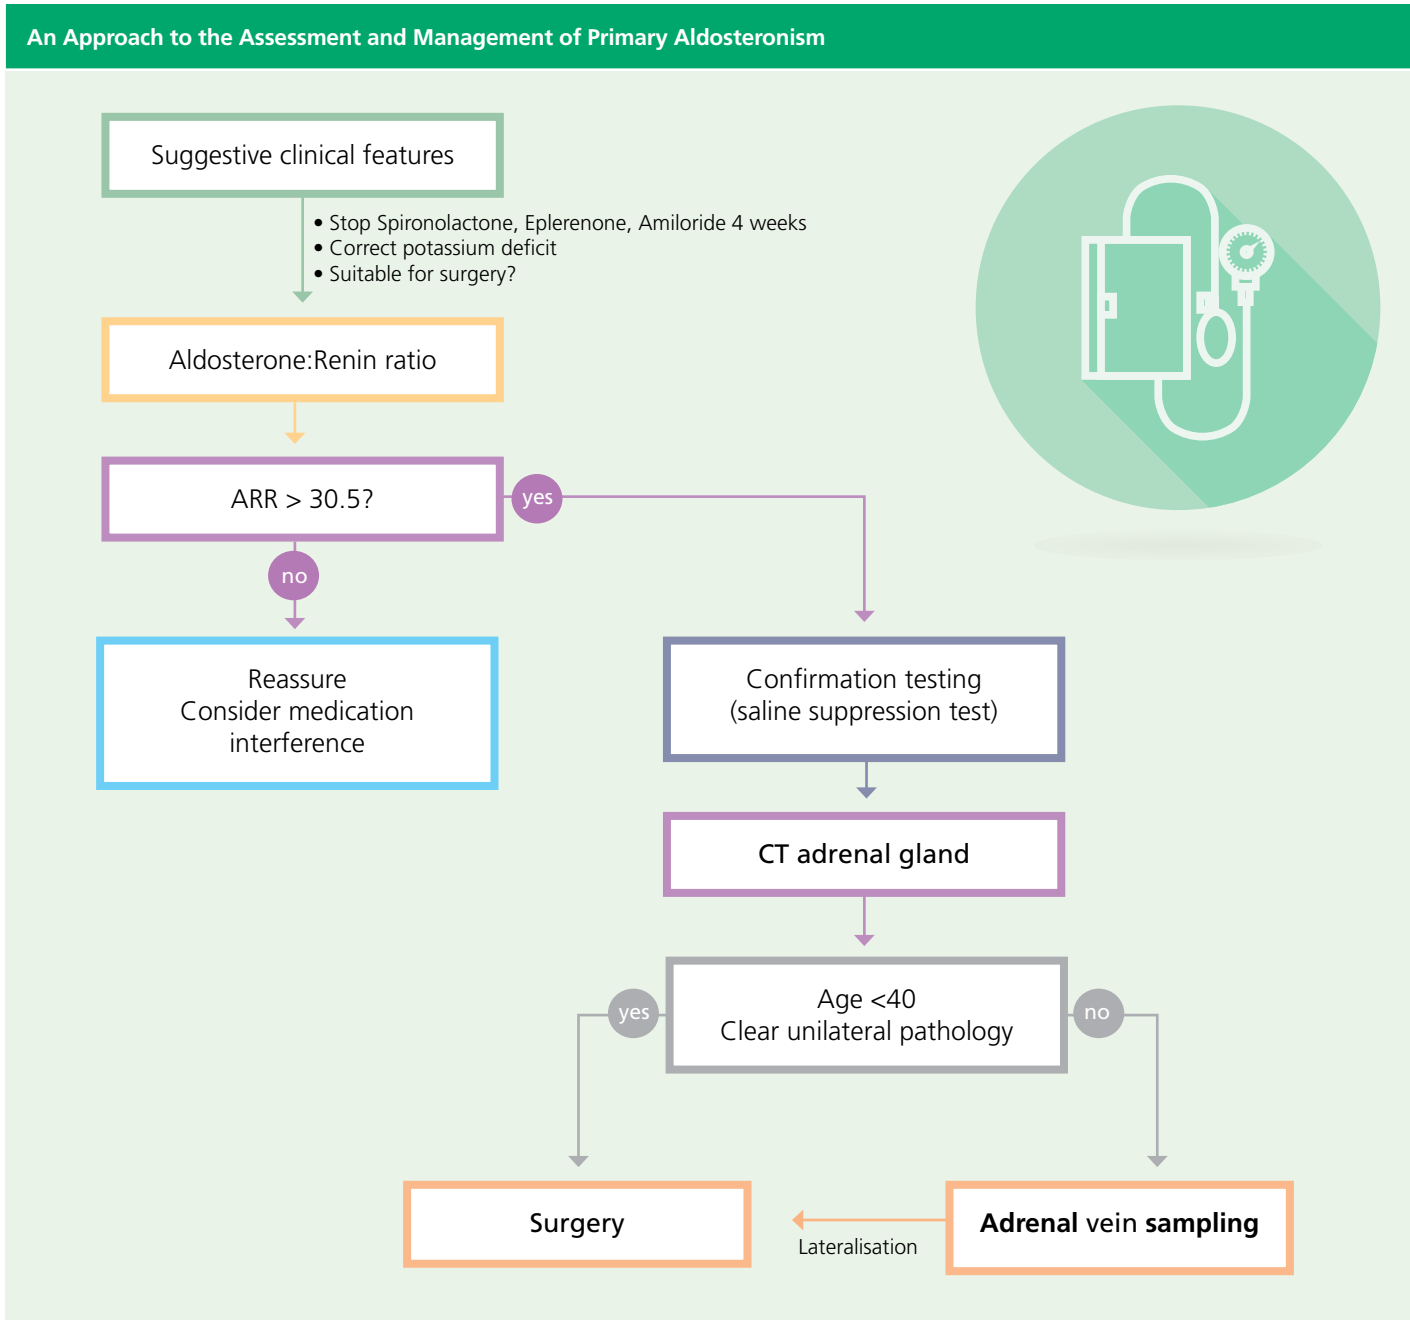 An Approach to the Assessment and Management of Primary Aldosteronism
Suggestive clinical features
• Stop Spironolactone, Eplerenone, Amiloride 4 weeks
• Correct potassium deficit
• Suitable for surgery?
Aldosterone:Renin ratio
ARR > 30.5?
yes
no
Reassure
Consider medication
interference
Confirmation testing
(saline suppression test)
CT adrenal gland
Age <40
Clear unilateral pathology
yes
no
Surgery
Lateralisation
Adrenal vein sampling